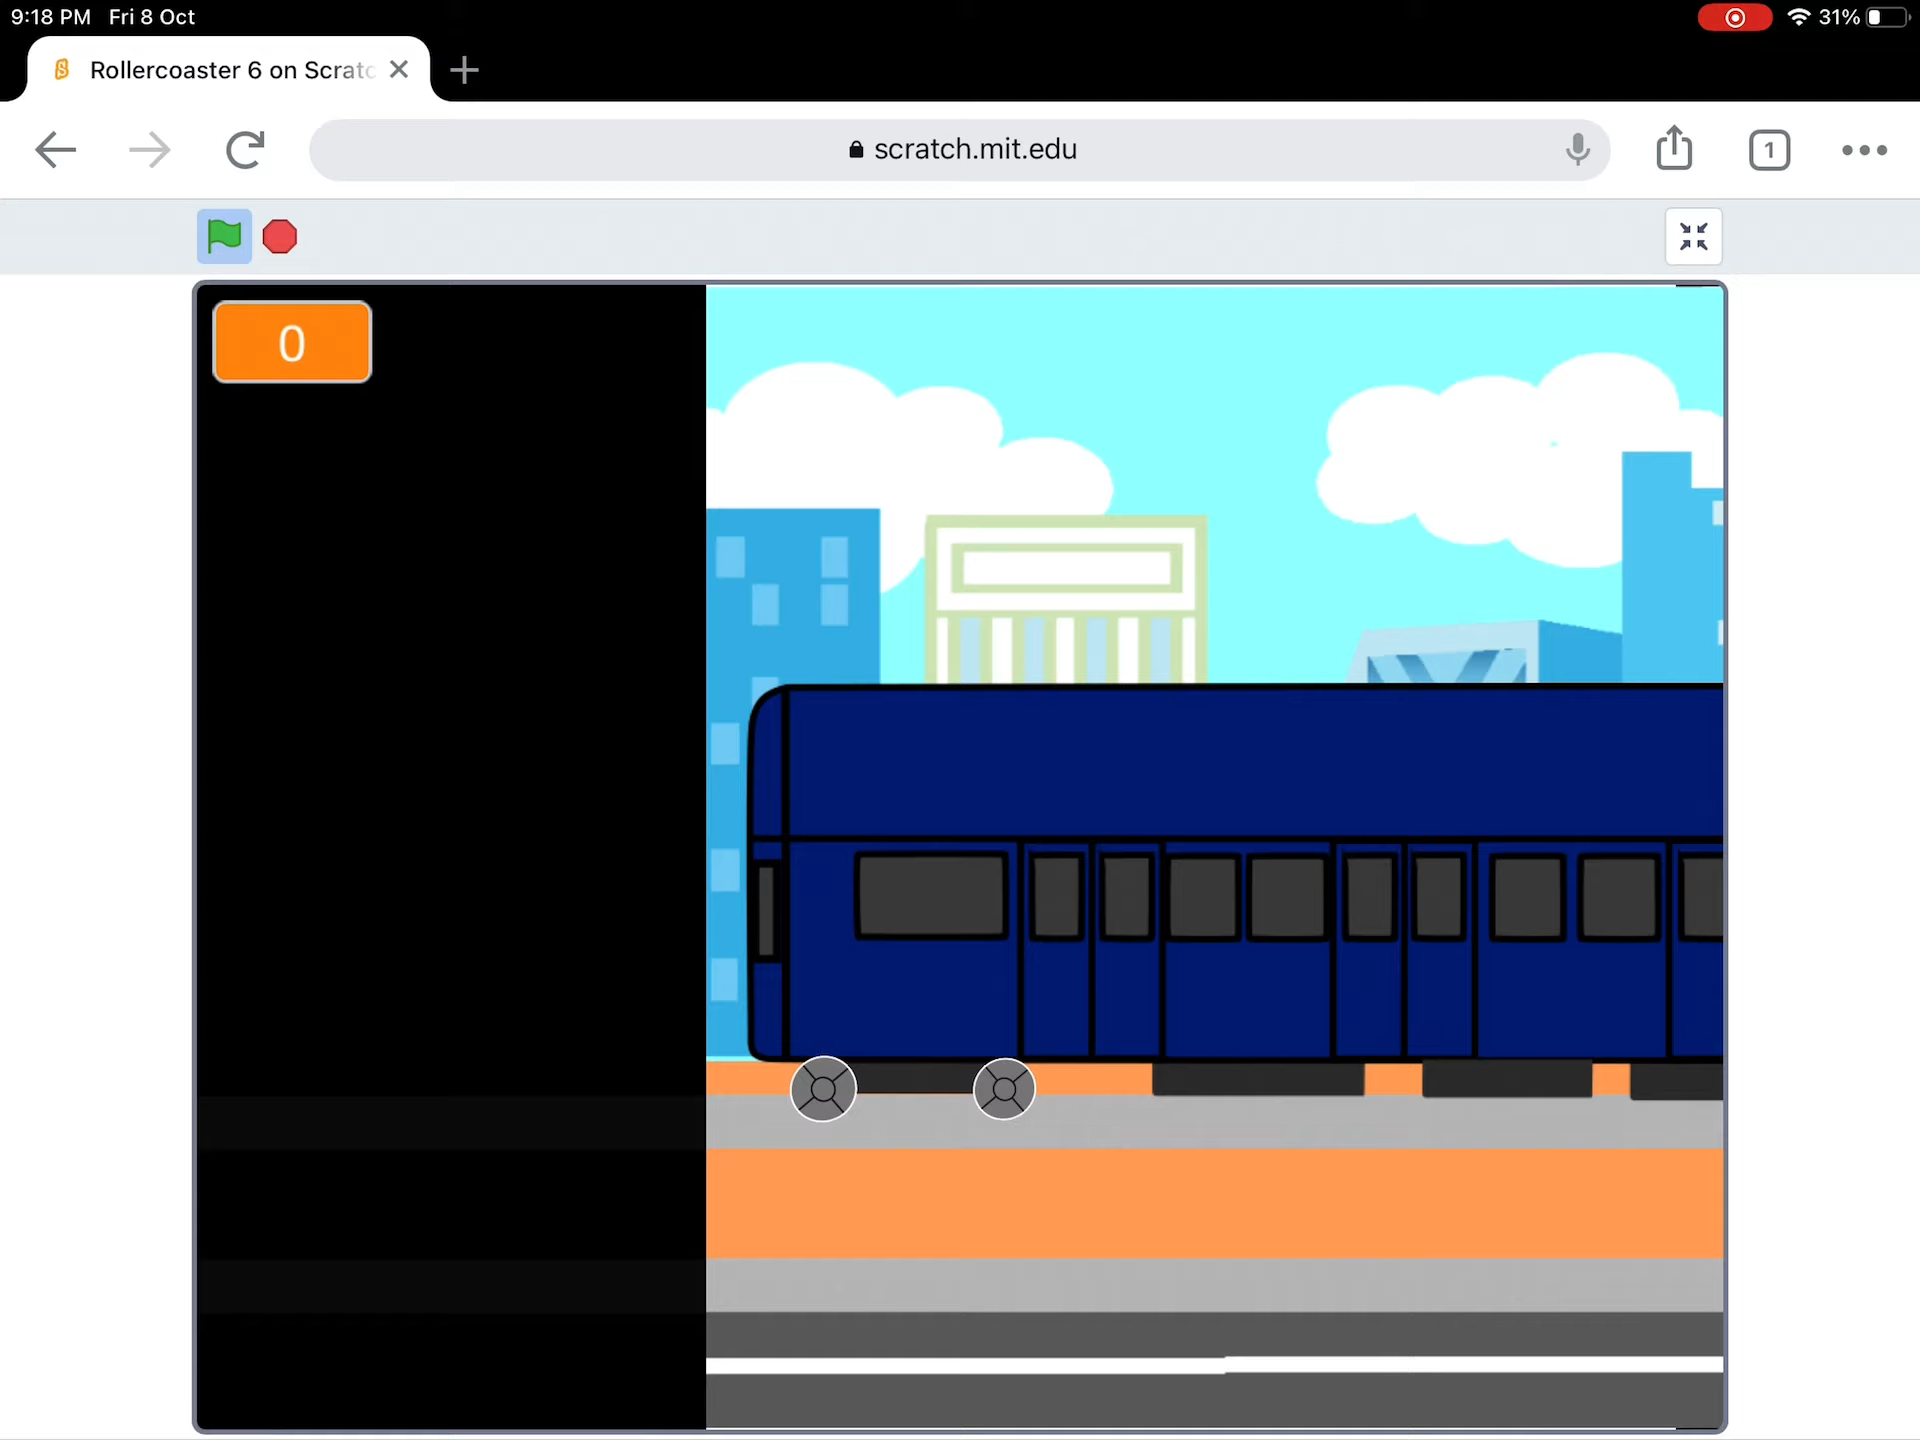 9:18 PM Fri 8 Oct
31%
Rollercoaster 6 on Scratc
scratch.mit.edu
1
0